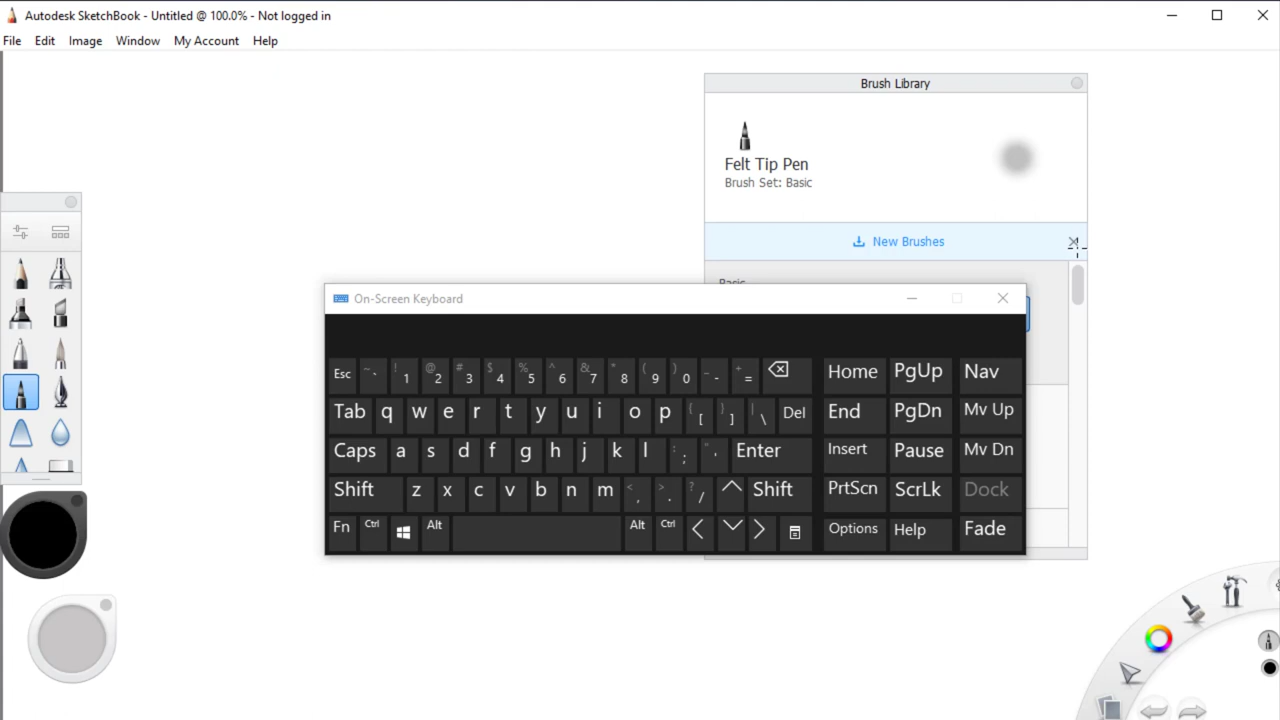 Autodesk SketchBook - Untitled @ 100.0% - Not logged in
File Edit Image Window My Account Help
Brush Library
Felt Tip Pen
Brush Set: Basic
New Brushes
Basic
On-Screen Keyboard
Esc ~ ` ! 1 @ 2 # 3 $ 4 % 5 ^ 6 & 7 * 8 ( 9 ) 0 _ - + = Home PgUp Nav
Tab q w e r t y u i o p { [ } ] | \ Del End PgDn Mv Up
Caps a s d f g h j k l : ; " ' Enter Insert Pause Mv Dn
Shift z x c v b n m < , > . ? / Shift PrtScn ScrLk Dock
Fn Ctrl Alt Alt Ctrl Options Help Fade